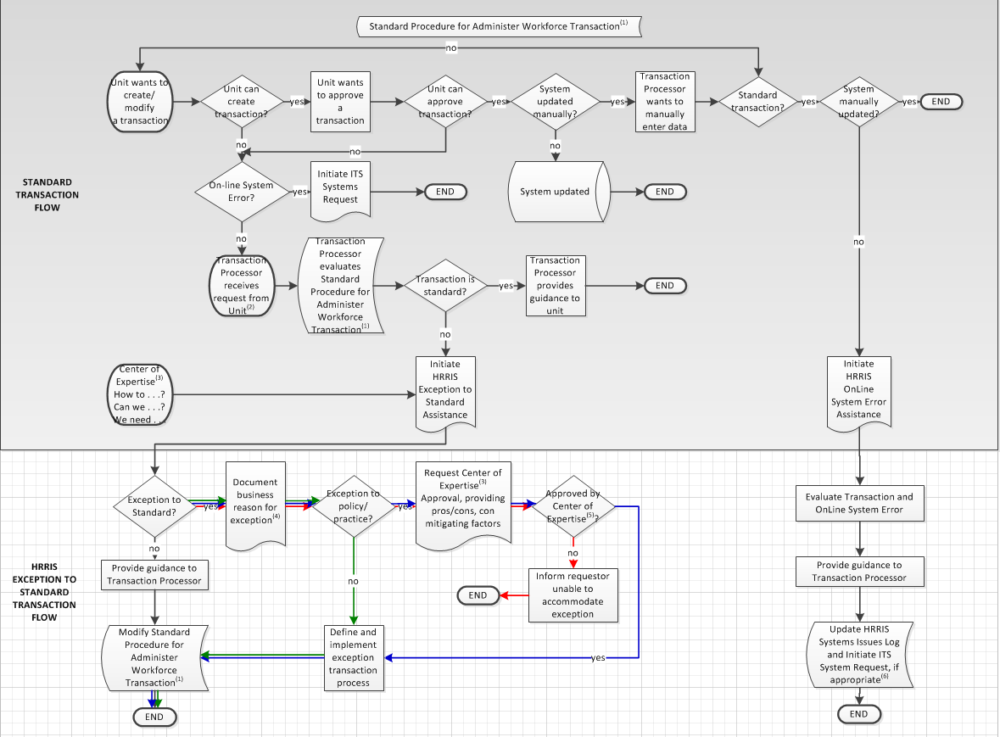 Standard Procedure for Administer Workforce Transaction(1)
no
Unit wants to
create/
modify
a transaction
Unit can
create
transaction?
yes
Unit wants
to approve
a
transaction
Unit can
approve
transaction?
yes
System
updated
manually?
yes
Transaction
Processor
wants to
manually
enter data
Standard
transaction?
yes
System
manually
updated?
yes
END
no
no
no
STANDARD
TRANSACTION
FLOW
On-line System
Error?
yes
Initiate ITS
Systems
Request
END
System updated
END
no
no
Transaction
Processor
receives
request from
Unit(2)
Transaction
Processor
evaluates
Standard
Procedure for
Administer
Workforce
Transaction(1)
Transaction is
standard?
yes
Transaction
Processor
provides
guidance to
unit
END
no
Center of
Expertise(3)
How to . . .?
Can we . . .?
We need . . .
Initiate
HRRIS
Exception to
Standard
Assistance
Initiate
HRRIS
OnLine
System Error
Assistance
HRRIS
EXCEPTION TO
STANDARD
TRANSACTION
FLOW
Exception to
Standard?
yes
Document
business
reason for
exception(4)
Exception to
policy/
practice?
yes
Request Center of
Expertise(3)
Approval, providing
pros/cons, con
mitigating factors
Approved by
Center of
Expertise(5)?
Evaluate Transaction and
OnLine System Error
no
no
no
Provide guidance to
Transaction Processor
END
Inform requestor
unable to
accommodate
exception
Provide guidance to
Transaction Processor
Modify Standard
Procedure for
Administer
Workforce
Transaction(1)
Define and
implement
exception
transaction
process
yes
Update HRRIS
Systems Issues Log
and Initiate ITS
System Request, if
appropriate(6)
END
END